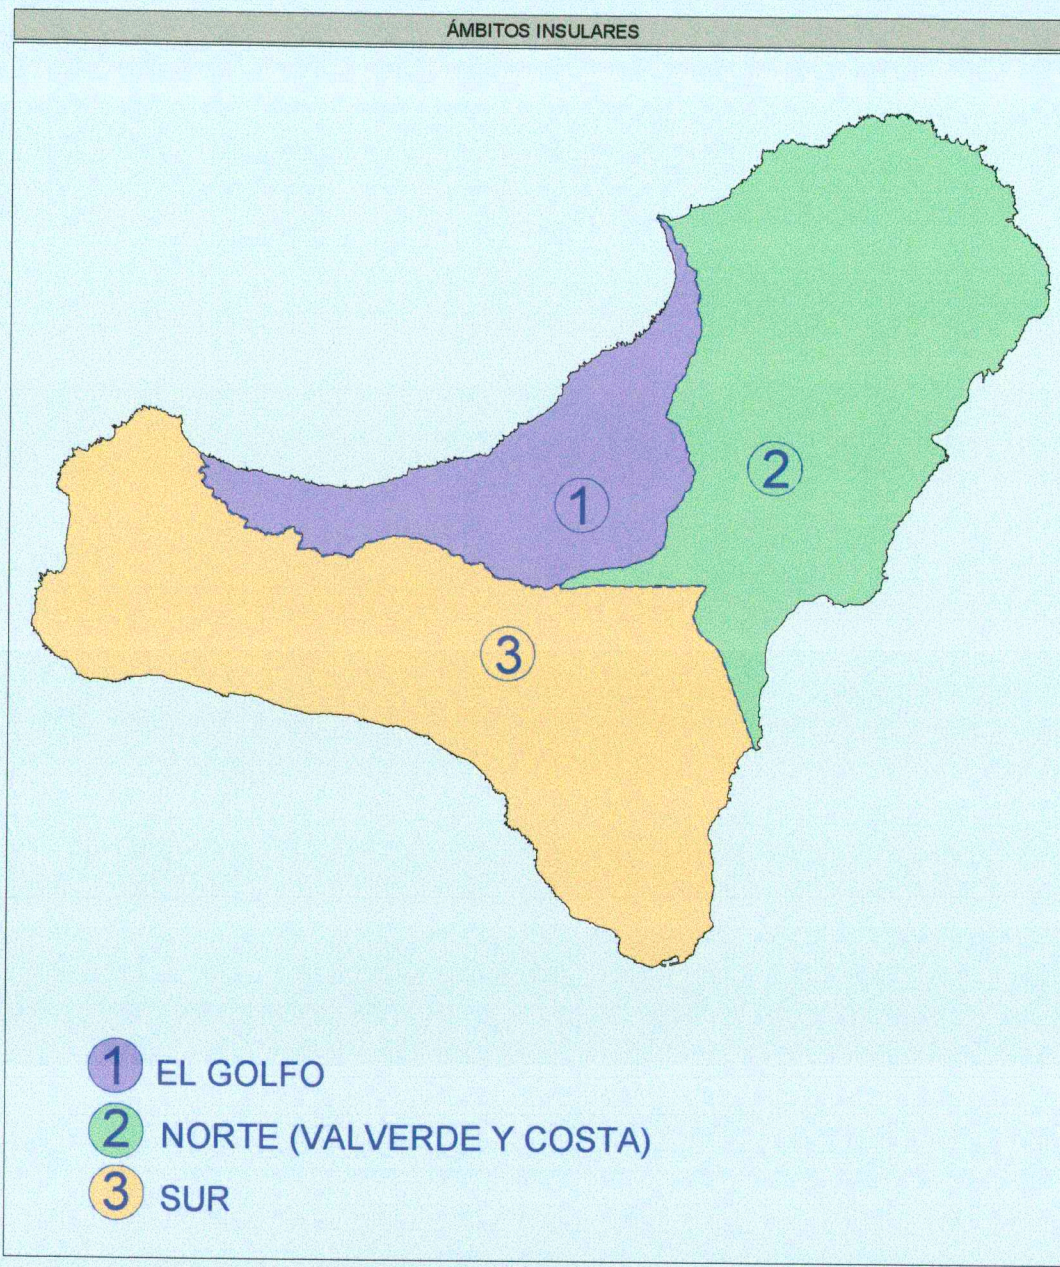 ÁMBITOS INSULARES
2
1
3
1 EL GOLFO
2 NORTE (VALVERDE Y COSTA)
3 SUR